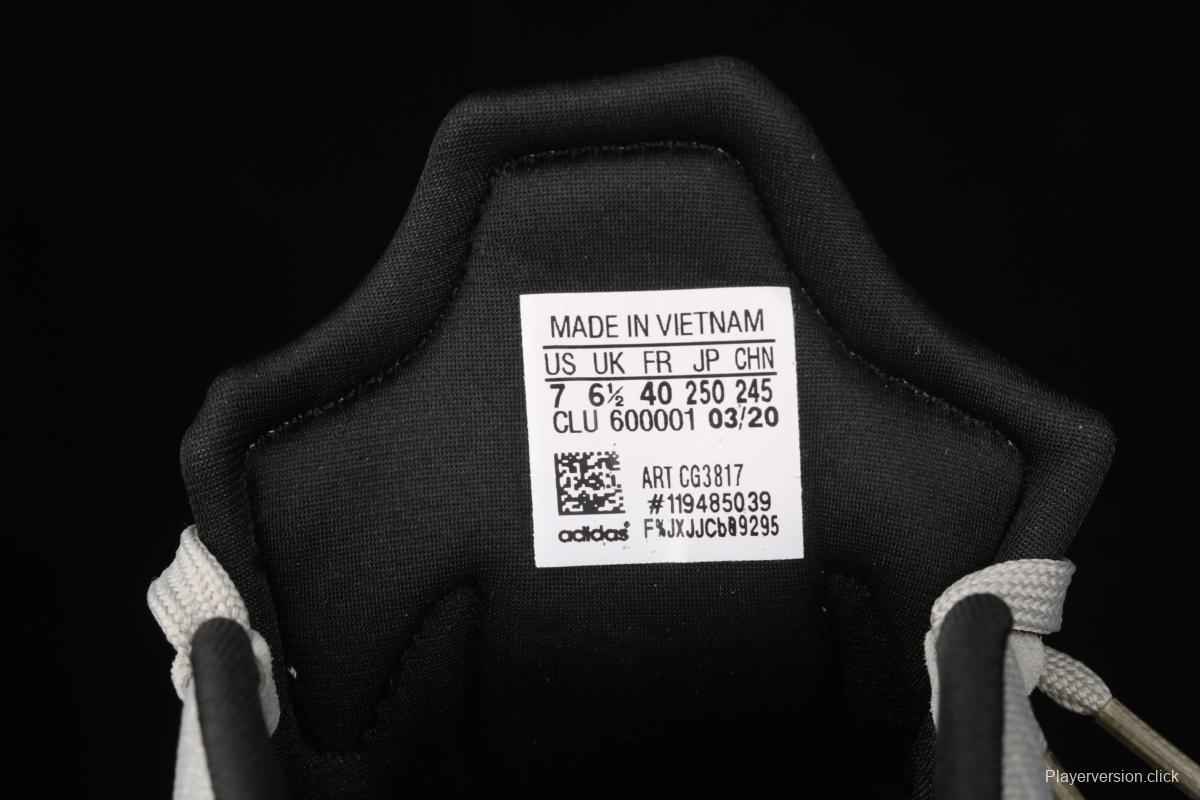 MADE IN VIETNAM
US UK FR JP CHN
7 6½ 40 250 245
CLU 600001 03/20
ART CG3817
#119485039
adidas® F%JXJJCb09295
Playerversion.click